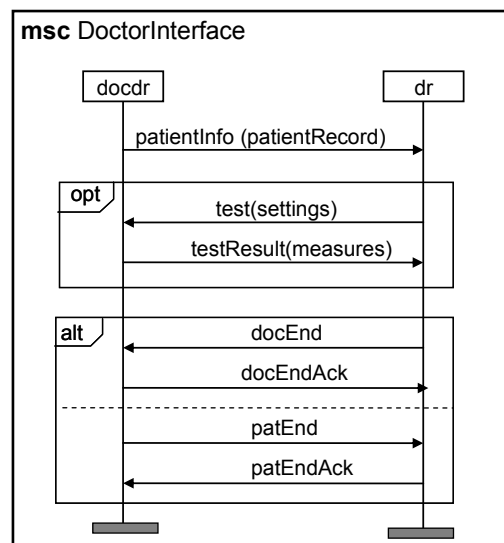 msc DoctorInterface
docdr
dr
patientInfo (patientRecord)
opt
test(settings)
testResult(measures)
alt
docEnd
docEndAck
patEnd
patEndAck